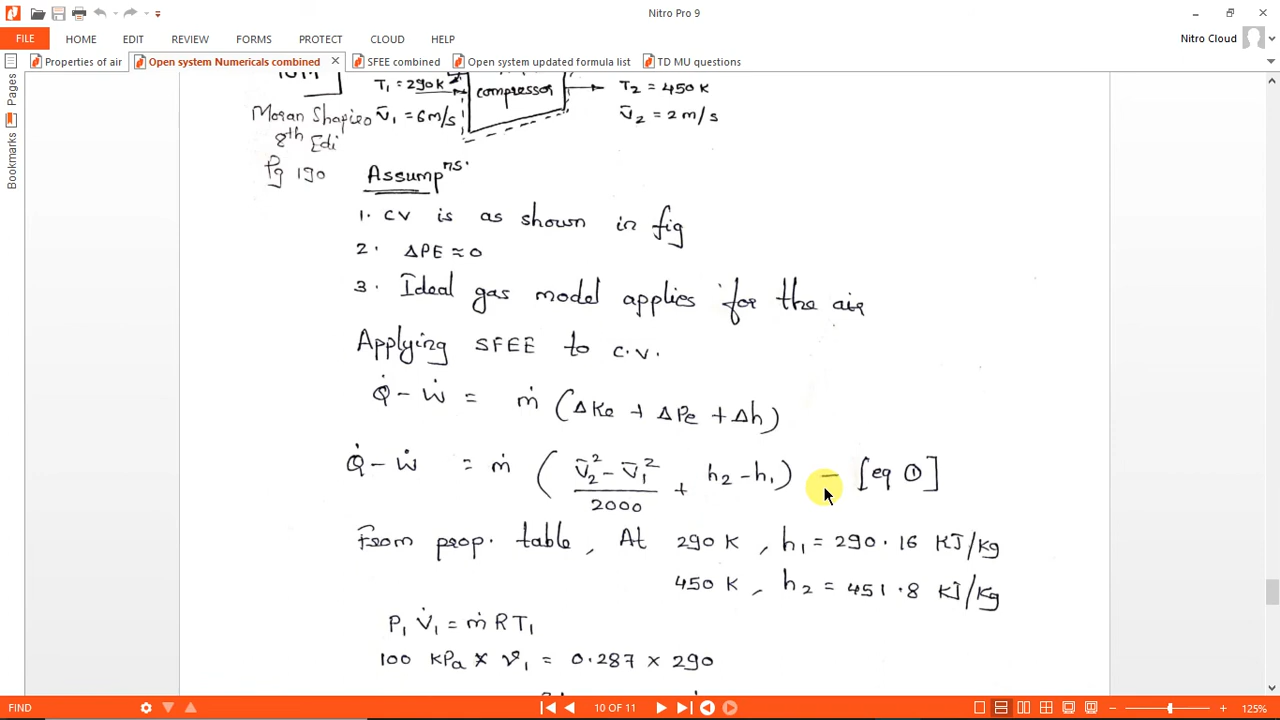 Nitro Pro 9
FILE HOME EDIT REVIEW FORMS PROTECT CLOUD HELP Nitro Cloud
Properties of air Open system Numericals combined SFEE combined Open system updated formula list TD MU questions
Pages
Bookmarks
T₁ = 290K compressor T₂ = 450 K
Moran Shapiro V̄₁ = 6m/s V̄₂ = 2 m/s
8th Edi
Pg 190 Assumpⁿˢ·
1. CV is as shown in fig
2. ΔPE ≈ 0
3. Ideal gas model applies for the air
Applying SFEE to C.V.
Q̇ - Ẇ = ṁ (ΔKe + ΔPe + Δh)
Q̇ - Ẇ = ṁ ( V̄₂² - V̄₁² / 2000 + h₂ - h₁ ) — [eq ①]
From prop. table, At 290 K, h₁ = 290.16 KJ/Kg
450 K, h₂ = 451.8 KJ/Kg
P₁ V̇₁ = ṁ R T₁
100 KPa × v₁ = 0.287 × 290
FIND 10 OF 11 125%